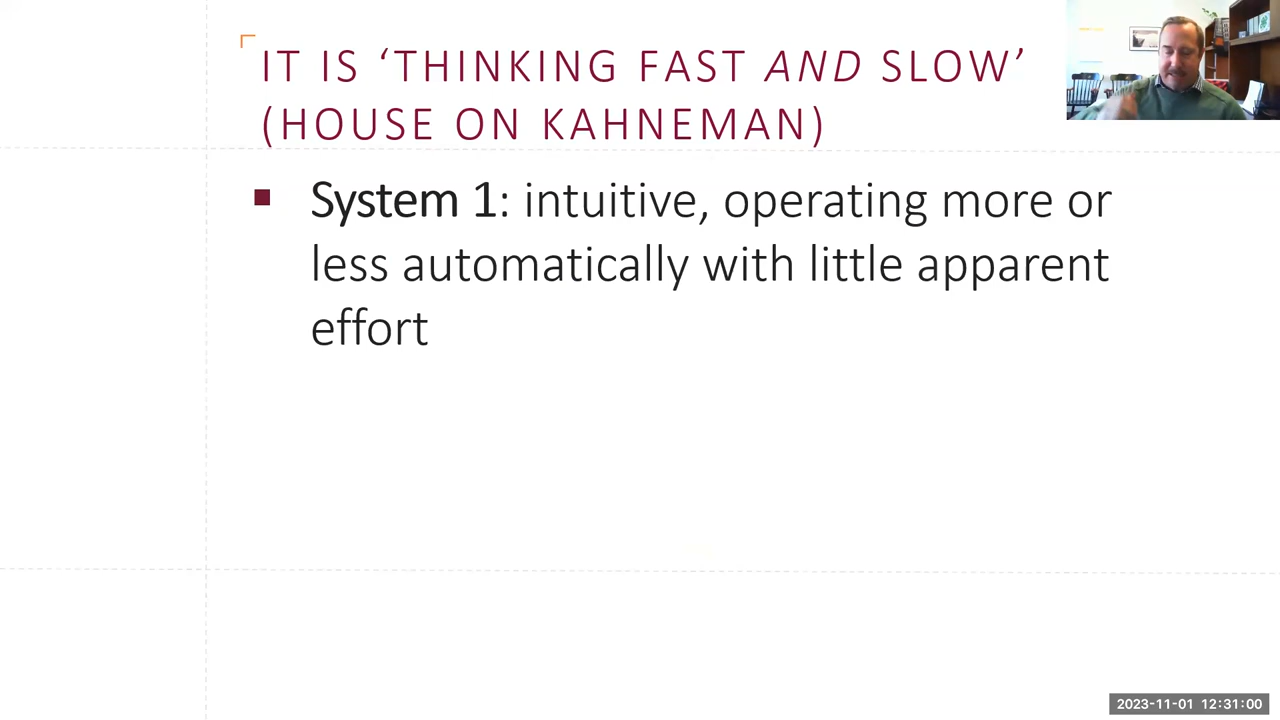 IT IS ‘THINKING FAST AND SLOW’
(HOUSE ON KAHNEMAN)
▪ System 1: intuitive, operating more or
less automatically with little apparent
effort
2023-11-01 12:31:00